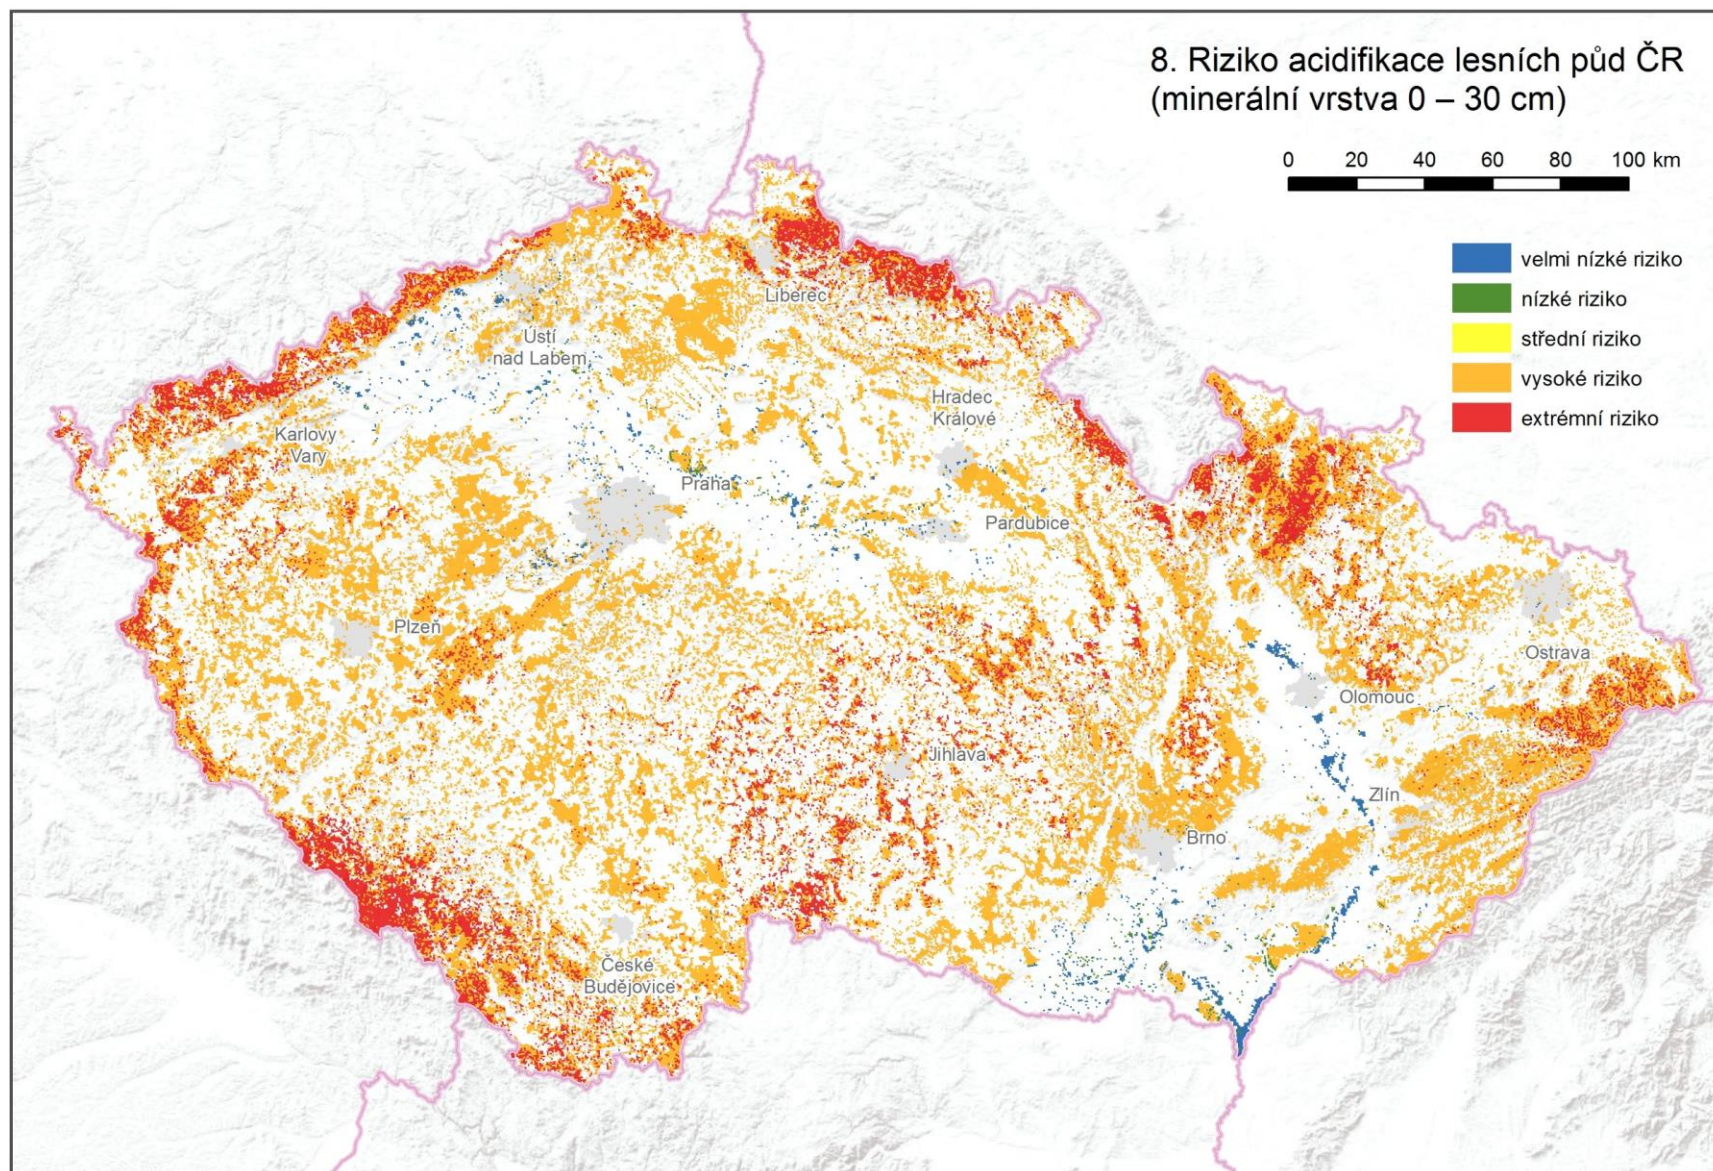 8. Riziko acidifikace lesních půd ČR
(minerální vrstva 0 – 30 cm)
0 20 40 60 80 100 km
velmi nízké riziko
nízké riziko
střední riziko
vysoké riziko
extrémní riziko
Liberec
Ústí
nad Labem
Hradec
Králové
Karlovy
Vary
Praha
Pardubice
Plzeň
Ostrava
Olomouc
Jihlava
Zlín
Brno
České
Budějovice